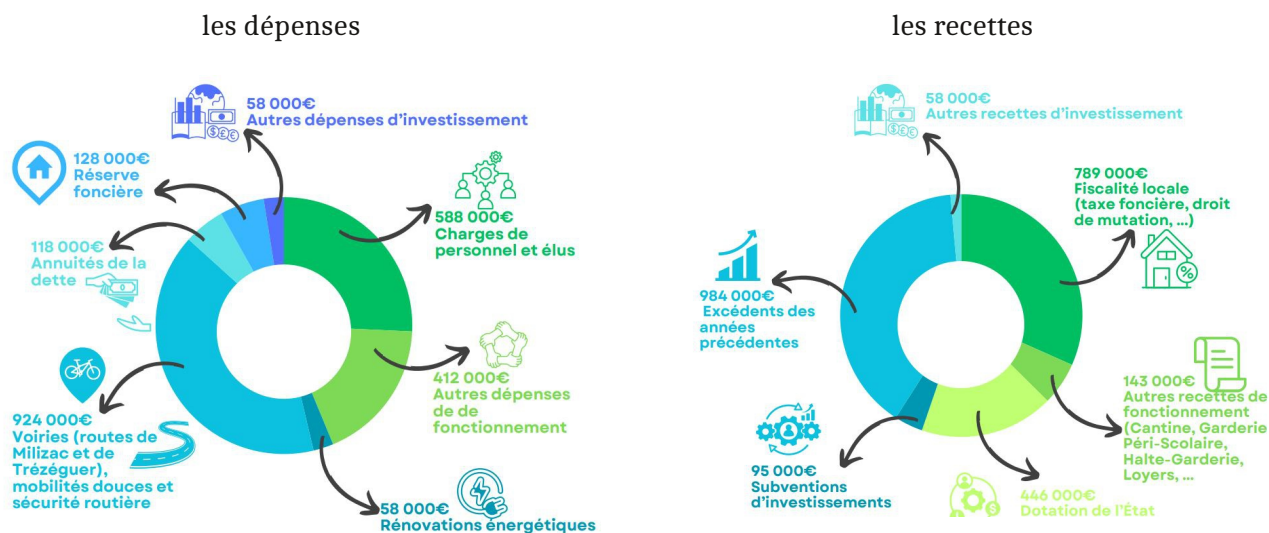 les dépenses
58 000€
Autres dépenses d'investissement
128 000€
Réserve
foncière
588 000€
Charges de
personnel et élus
118 000€
Annuités de la
dette
412 000€
Autres dépenses
de de
fonctionnement
924 000€
Voiries (routes de
Milizac et de
Trézéguer),
mobilités douces et
sécurité routière
58 000€
Rénovations énergétiques
les recettes
58 000€
Autres recettes d'investissement
789 000€
Fiscalité locale
(taxe foncière, droit
de mutation, ...)
984 000€
Excédents des
années
précédentes
143 000€
Autres recettes de
fonctionnement
(Cantine, Garderie
Péri-Scolaire,
Halte-Garderie,
Loyers, ...
95 000€
Subventions
d'investissements
446 000€
Dotation de l'État